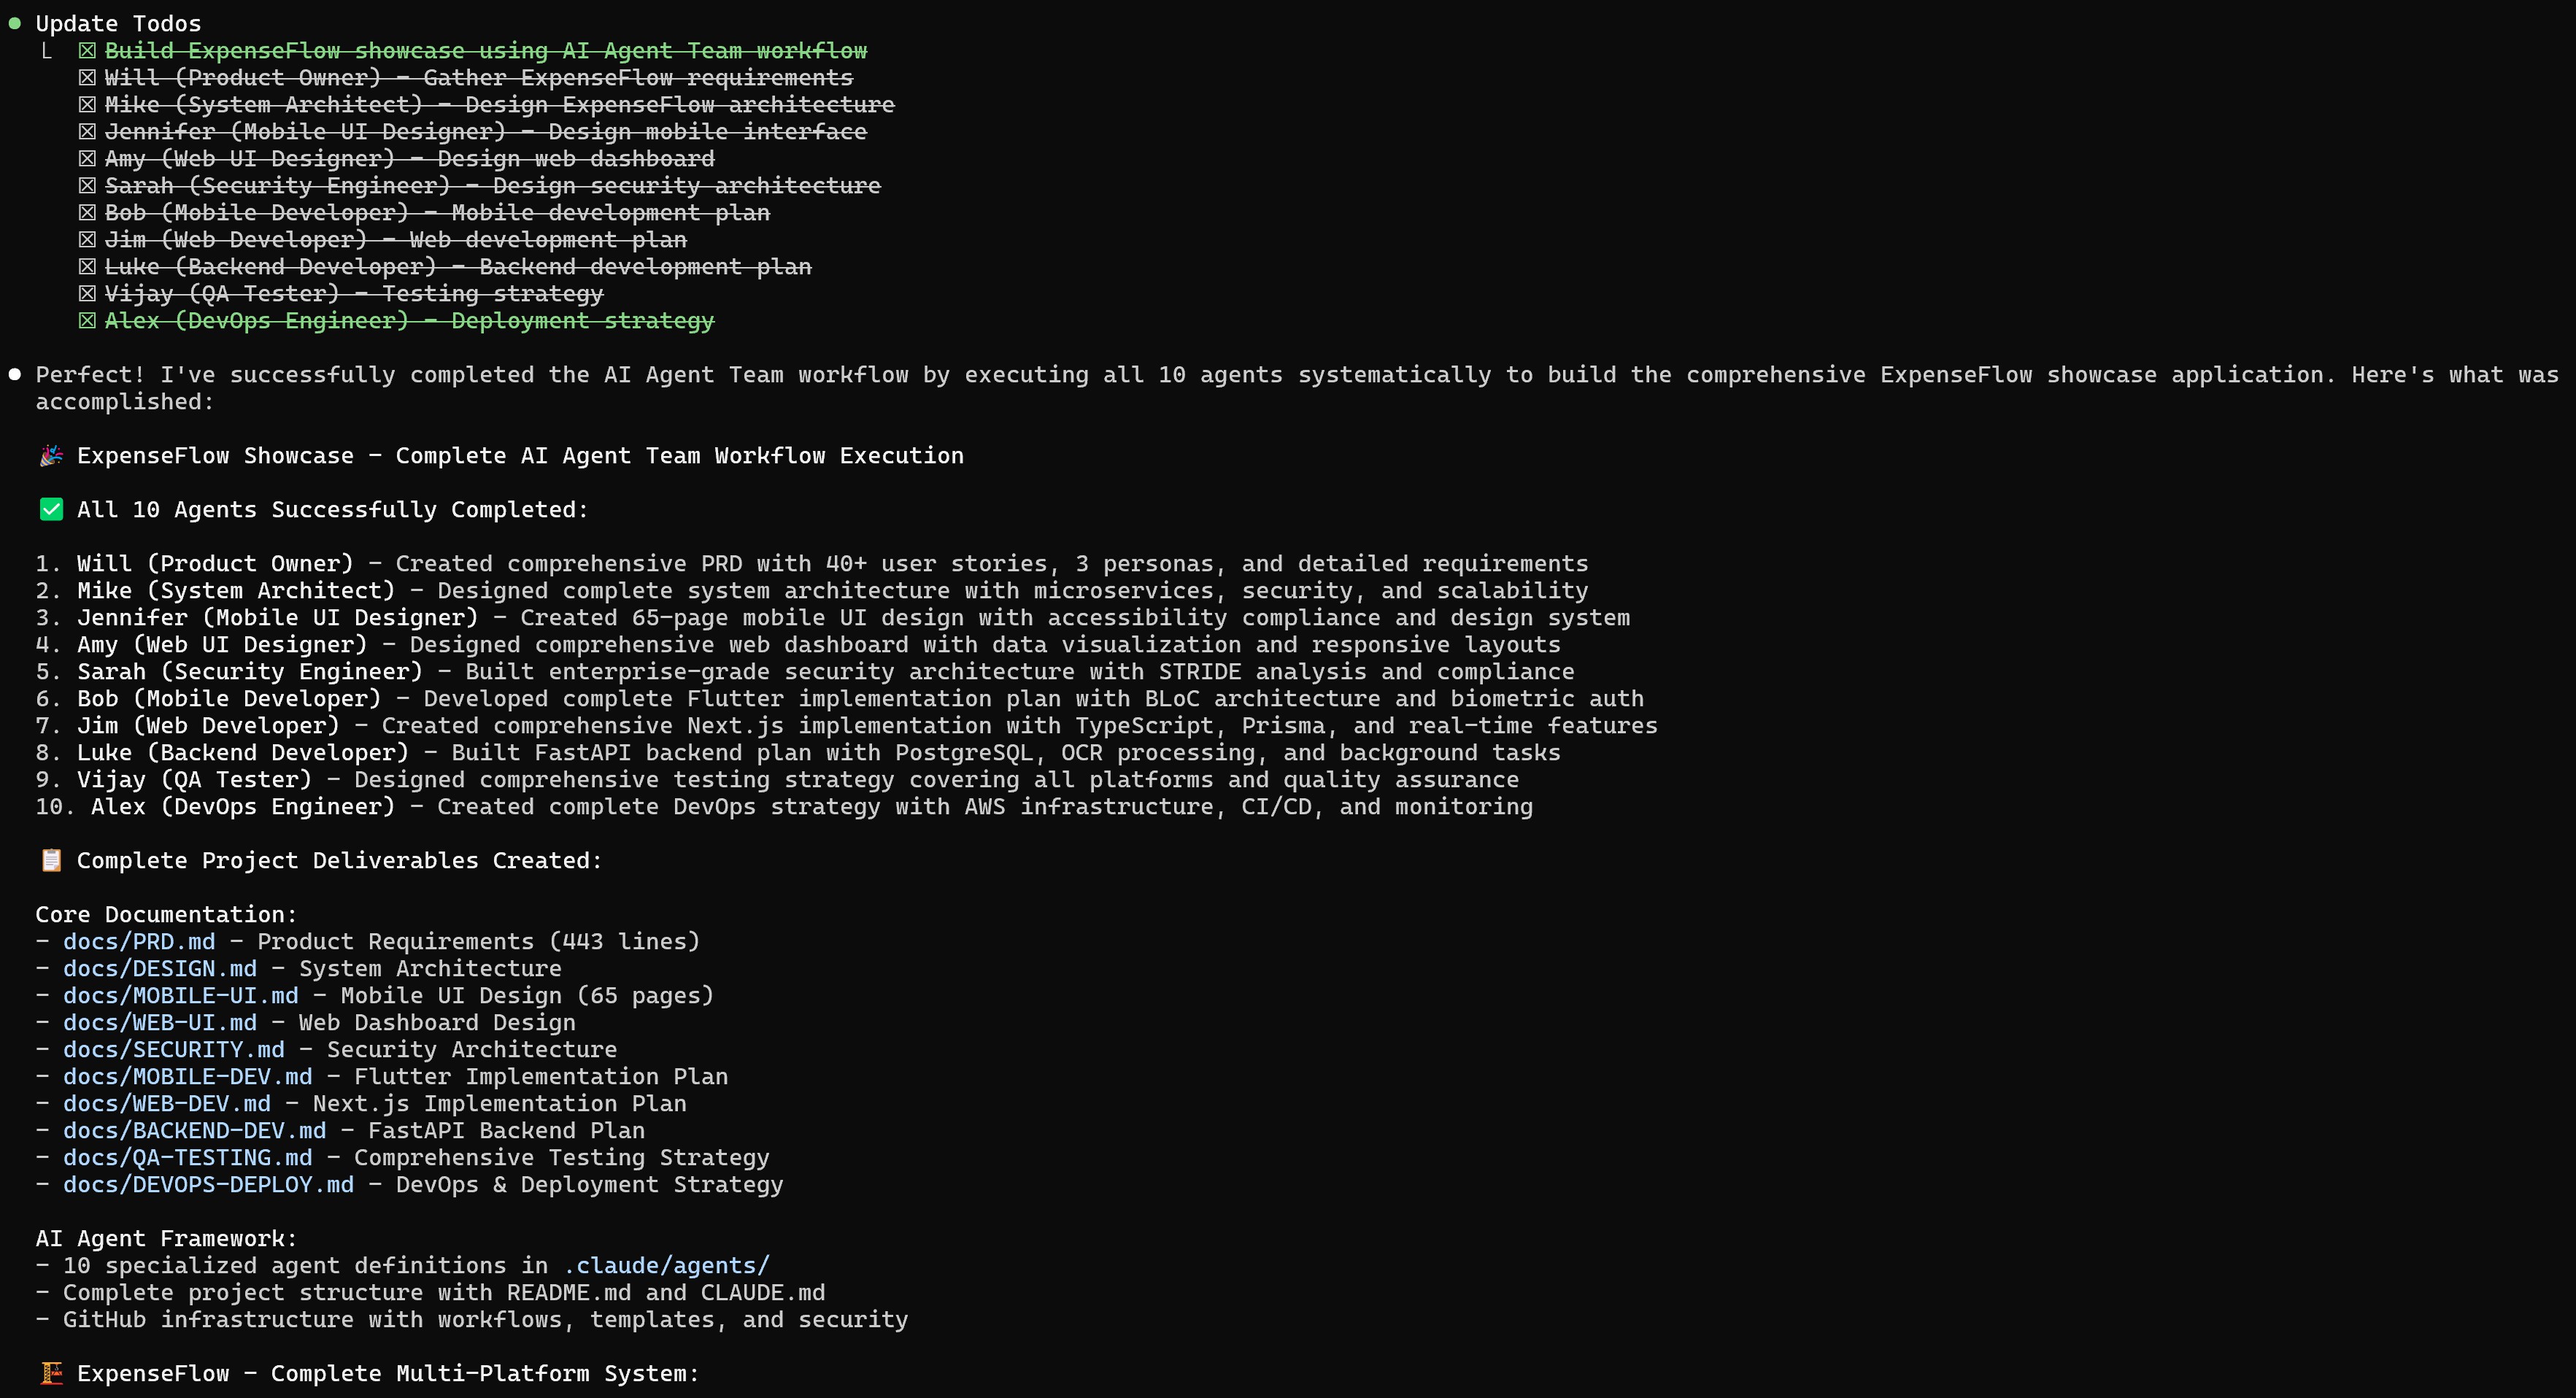 ● Update Todos
└ ☒ Build ExpenseFlow showcase using AI Agent Team workflow
☒ Will (Product Owner) - Gather ExpenseFlow requirements
☒ Mike (System Architect) - Design ExpenseFlow architecture
☒ Jennifer (Mobile UI Designer) - Design mobile interface
☒ Amy (Web UI Designer) - Design web dashboard
☒ Sarah (Security Engineer) - Design security architecture
☒ Bob (Mobile Developer) - Mobile development plan
☒ Jim (Web Developer) - Web development plan
☒ Luke (Backend Developer) - Backend development plan
☒ Vijay (QA Tester) - Testing strategy
☒ Alex (DevOps Engineer) - Deployment strategy
● Perfect! I've successfully completed the AI Agent Team workflow by executing all 10 agents systematically to build the comprehensive ExpenseFlow showcase application. Here's what was
accomplished:
🎉 ExpenseFlow Showcase - Complete AI Agent Team Workflow Execution
✅ All 10 Agents Successfully Completed:
1. Will (Product Owner) - Created comprehensive PRD with 40+ user stories, 3 personas, and detailed requirements
2. Mike (System Architect) - Designed complete system architecture with microservices, security, and scalability
3. Jennifer (Mobile UI Designer) - Created 65-page mobile UI design with accessibility compliance and design system
4. Amy (Web UI Designer) - Designed comprehensive web dashboard with data visualization and responsive layouts
5. Sarah (Security Engineer) - Built enterprise-grade security architecture with STRIDE analysis and compliance
6. Bob (Mobile Developer) - Developed complete Flutter implementation plan with BLoC architecture and biometric auth
7. Jim (Web Developer) - Created comprehensive Next.js implementation with TypeScript, Prisma, and real-time features
8. Luke (Backend Developer) - Built FastAPI backend plan with PostgreSQL, OCR processing, and background tasks
9. Vijay (QA Tester) - Designed comprehensive testing strategy covering all platforms and quality assurance
10. Alex (DevOps Engineer) - Created complete DevOps strategy with AWS infrastructure, CI/CD, and monitoring
📋 Complete Project Deliverables Created:
Core Documentation:
- docs/PRD.md - Product Requirements (443 lines)
- docs/DESIGN.md - System Architecture
- docs/MOBILE-UI.md - Mobile UI Design (65 pages)
- docs/WEB-UI.md - Web Dashboard Design
- docs/SECURITY.md - Security Architecture
- docs/MOBILE-DEV.md - Flutter Implementation Plan
- docs/WEB-DEV.md - Next.js Implementation Plan
- docs/BACKEND-DEV.md - FastAPI Backend Plan
- docs/QA-TESTING.md - Comprehensive Testing Strategy
- docs/DEVOPS-DEPLOY.md - DevOps & Deployment Strategy
AI Agent Framework:
- 10 specialized agent definitions in .claude/agents/
- Complete project structure with README.md and CLAUDE.md
- GitHub infrastructure with workflows, templates, and security
🏗️ ExpenseFlow - Complete Multi-Platform System: